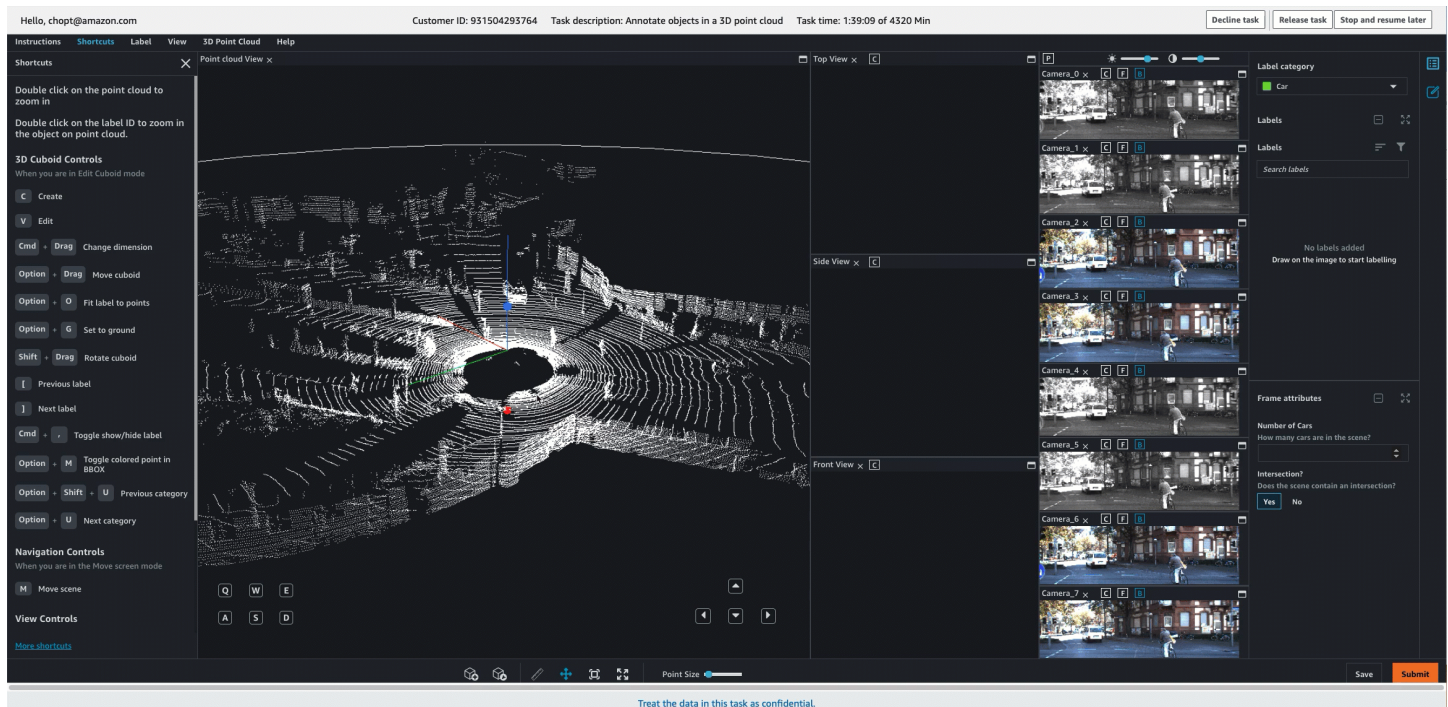 Hello, chopt@amazon.com
Customer ID: 931504293764 Task description: Annotate objects in a 3D point cloud Task time: 1:39:09 of 4320 Min
Decline task
Release task
Stop and resume later
Instructions Shortcuts Label View 3D Point Cloud Help
Shortcuts
Double click on the point cloud to
zoom in
Double click on the label ID to zoom in
the object on point cloud.
3D Cuboid Controls
When you are in Edit Cuboid mode
C Create
V Edit
Cmd + Drag Change dimension
Option + Drag Move cuboid
Option + O Fit label to points
Option + G Set to ground
Shift + Drag Rotate cuboid
[ Previous label
] Next label
Cmd + , Toggle show/hide label
Option + M Toggle colored point in
BBOX
Option + Shift + U Previous category
Option + U Next category
Navigation Controls
When you are in the Move screen mode
M Move scene
View Controls
More shortcuts
Point cloud View x
Q W E
A S D
Top View x C
Side View x C
Front View x C
P
Camera_0 x C F B
Camera_1 x C F B
Camera_2 x C F B
Camera_3 x C F B
Camera_4 x C F B
Camera_5 x C F B
Camera_6 x C F B
Camera_7 x C F B
Label category
Car
Labels
Labels
Search labels
No labels added
Draw on the image to start labelling
Frame attributes
Number of Cars
How many cars are in the scene?
Intersection?
Does the scene contain an intersection?
Yes No
Point Size
Save
Submit
Treat the data in this task as confidential.